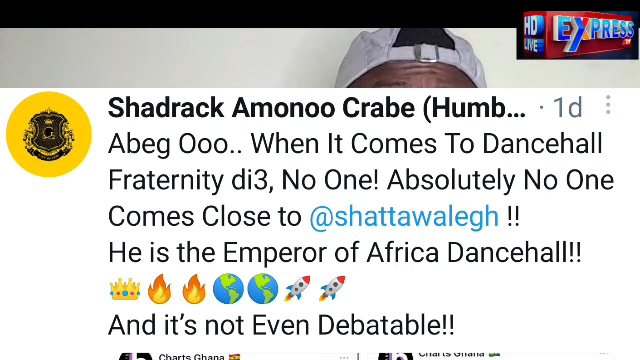 HD
LIVE
EXPRESS
TV
Shadrack Amonoo Crabe (Humb... · 1d
Abeg Ooo.. When It Comes To Dancehall
Fraternity di3, No One! Absolutely No One
Comes Close to @shattawalegh !!
He is the Emperor of Africa Dancehall!!
👑🔥🔥🌎🌎🚀🚀
And it's not Even Debatable!!
Charts Ghana 🇬🇭
Charts Ghana